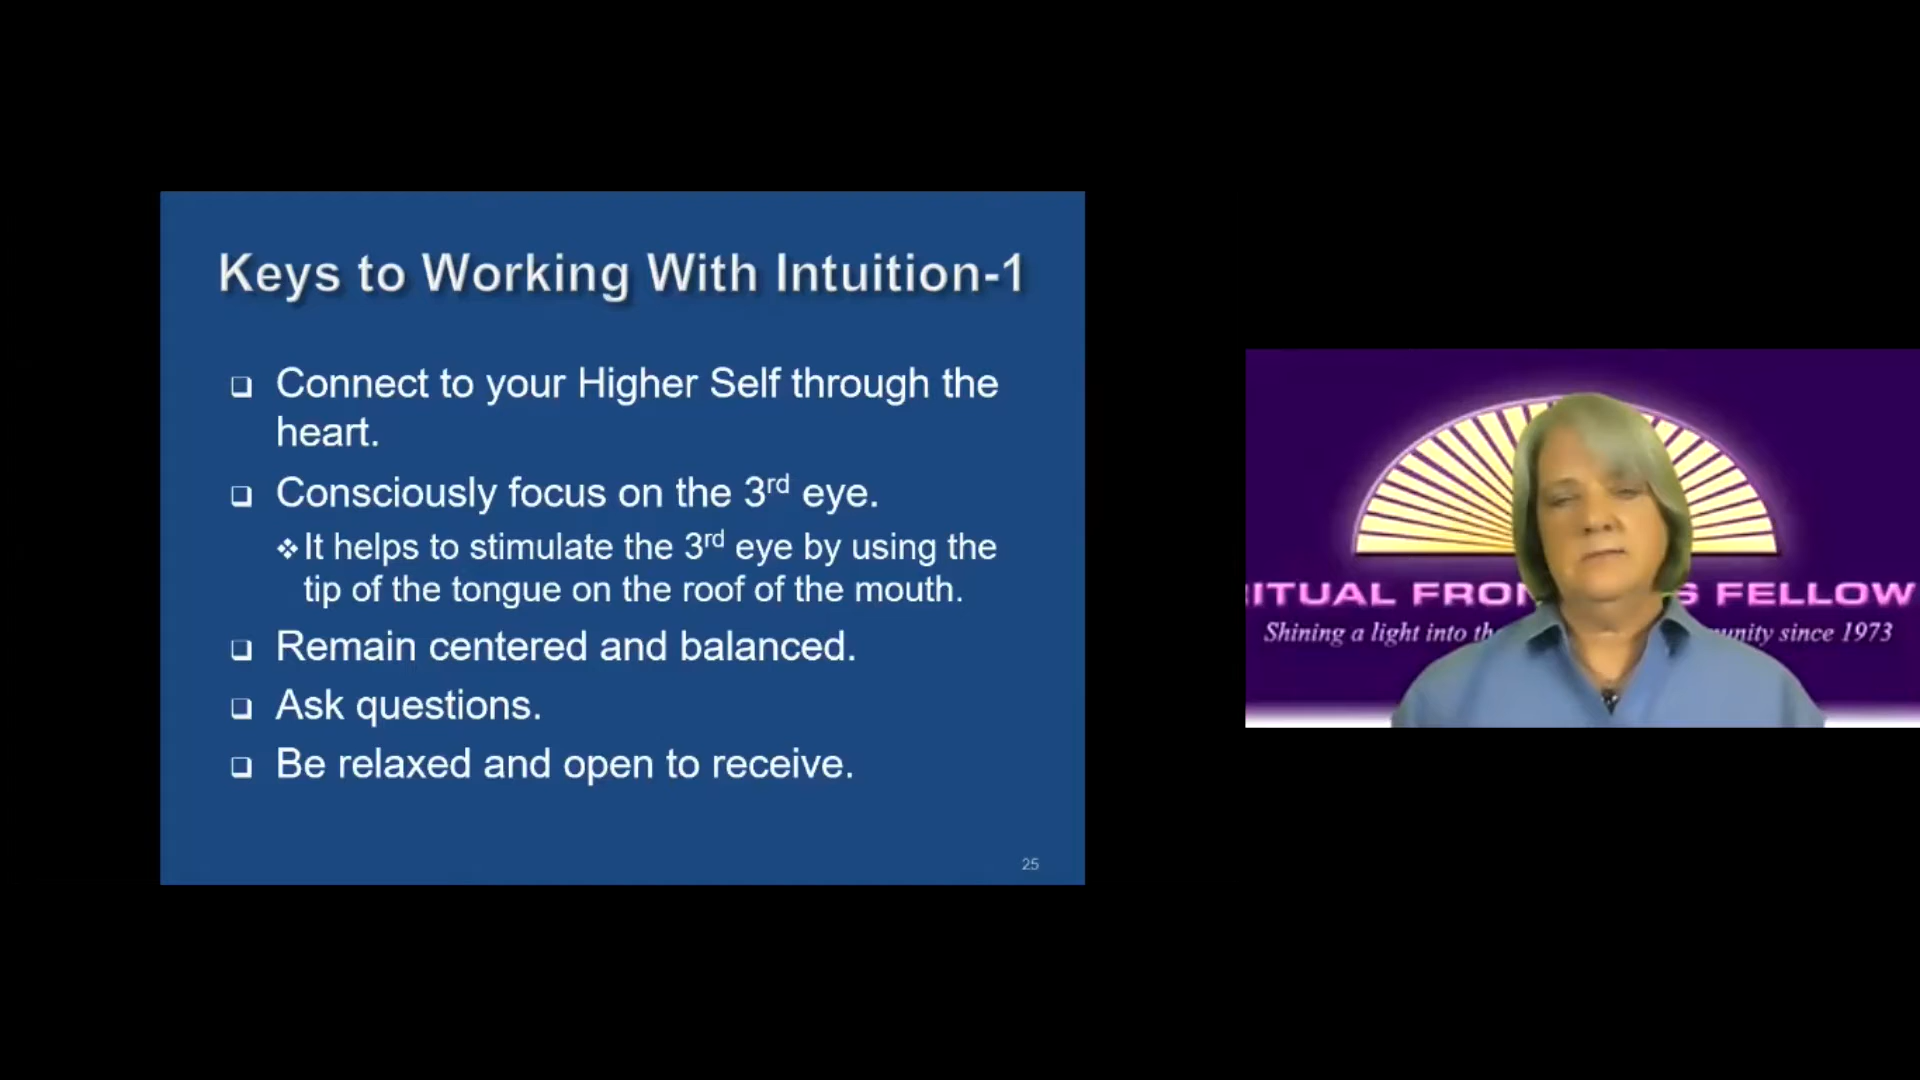 Keys to Working With Intuition-1
❑ Connect to your Higher Self through the
heart.
❑ Consciously focus on the 3rd eye.
❖It helps to stimulate the 3rd eye by using the
tip of the tongue on the roof of the mouth.
❑ Remain centered and balanced.
❑ Ask questions.
❑ Be relaxed and open to receive.
25
FELLOW
Shining a light into
since 1973